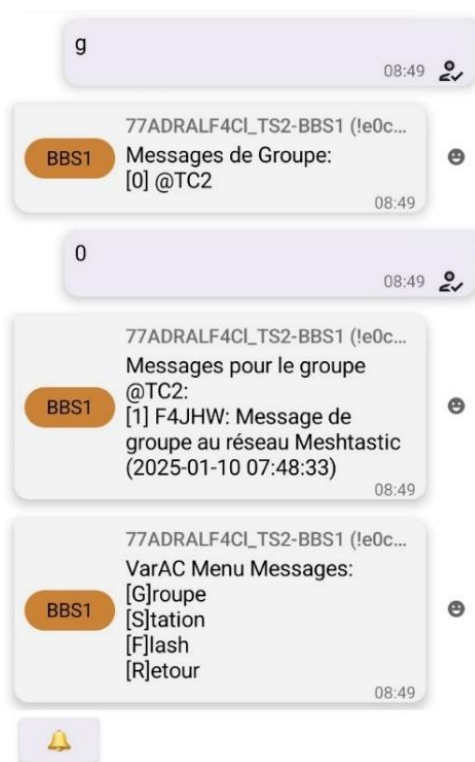 g
08:49
77ADRALF4CI_TS2-BBS1 (!e0c...
BBS1
Messages de Groupe:
[0] @TC2
08:49
0
08:49
77ADRALF4CI_TS2-BBS1 (!e0c...
BBS1
Messages pour le groupe
@TC2:
[1] F4JHW: Message de
groupe au réseau Meshtastic
(2025-01-10 07:48:33)
08:49
77ADRALF4CI_TS2-BBS1 (!e0c...
BBS1
VarAC Menu Messages:
[G]roupe
[S]tation
[F]lash
[R]etour
08:49